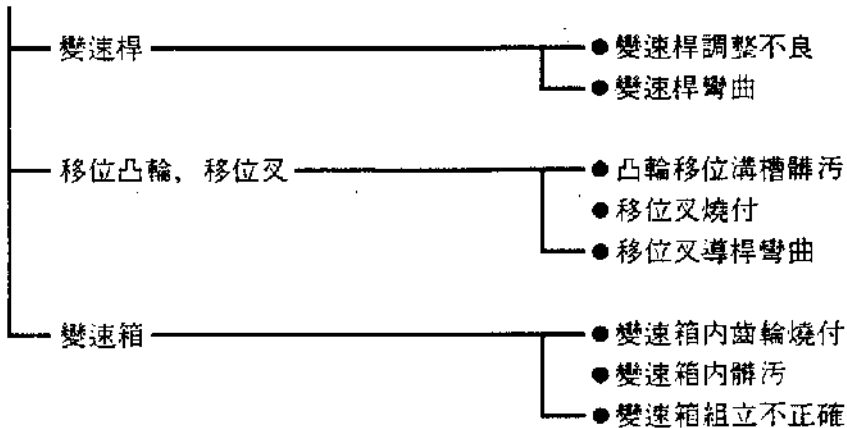 變速桿
●變速桿調整不良
●變速桿彎曲
移位凸輪，移位叉
●凸輪移位溝槽髒污
●移位叉燒付
●移位叉導桿彎曲
變速箱
●變速箱內齒輪燒付
●變速箱內髒污
●變速箱組立不正確